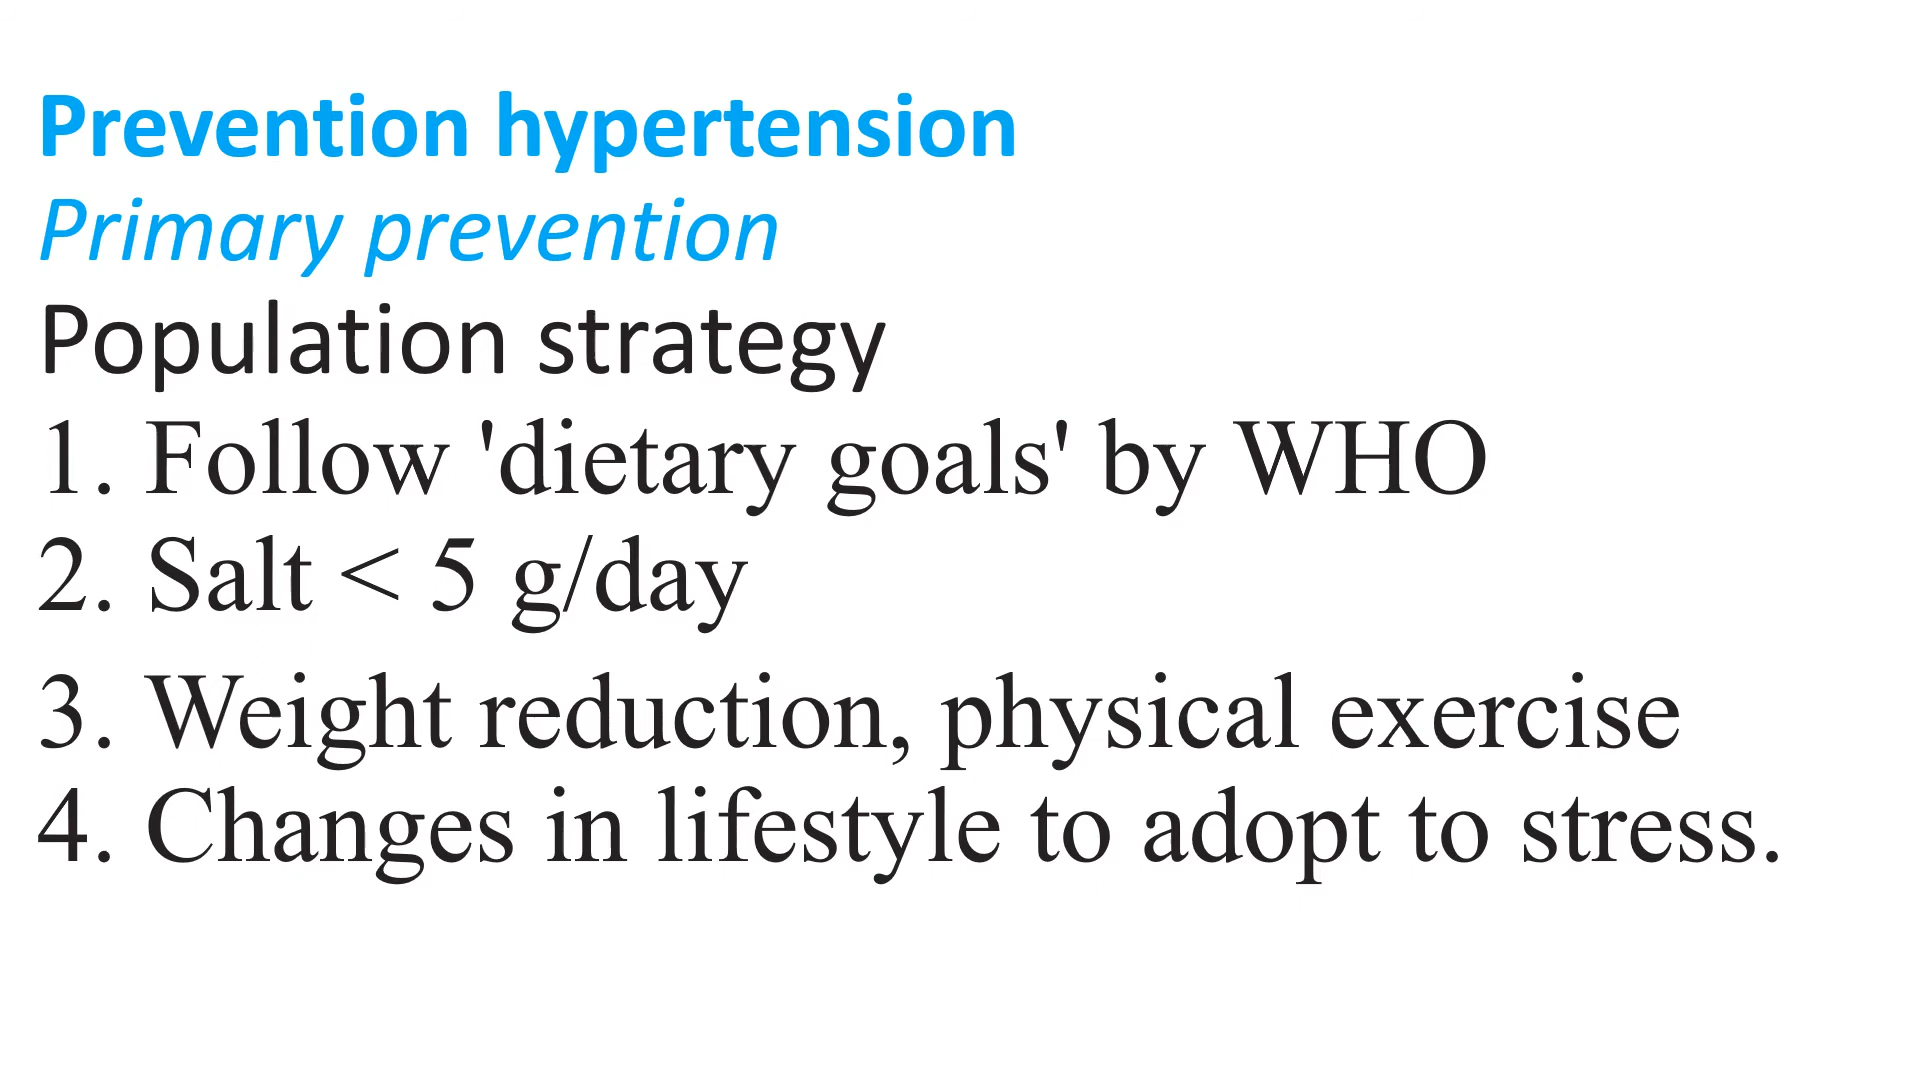 Prevention hypertension
Primary prevention
Population strategy
1. Follow 'dietary goals' by WHO
2. Salt < 5 g/day
3. Weight reduction, physical exercise
4. Changes in lifestyle to adopt to stress.